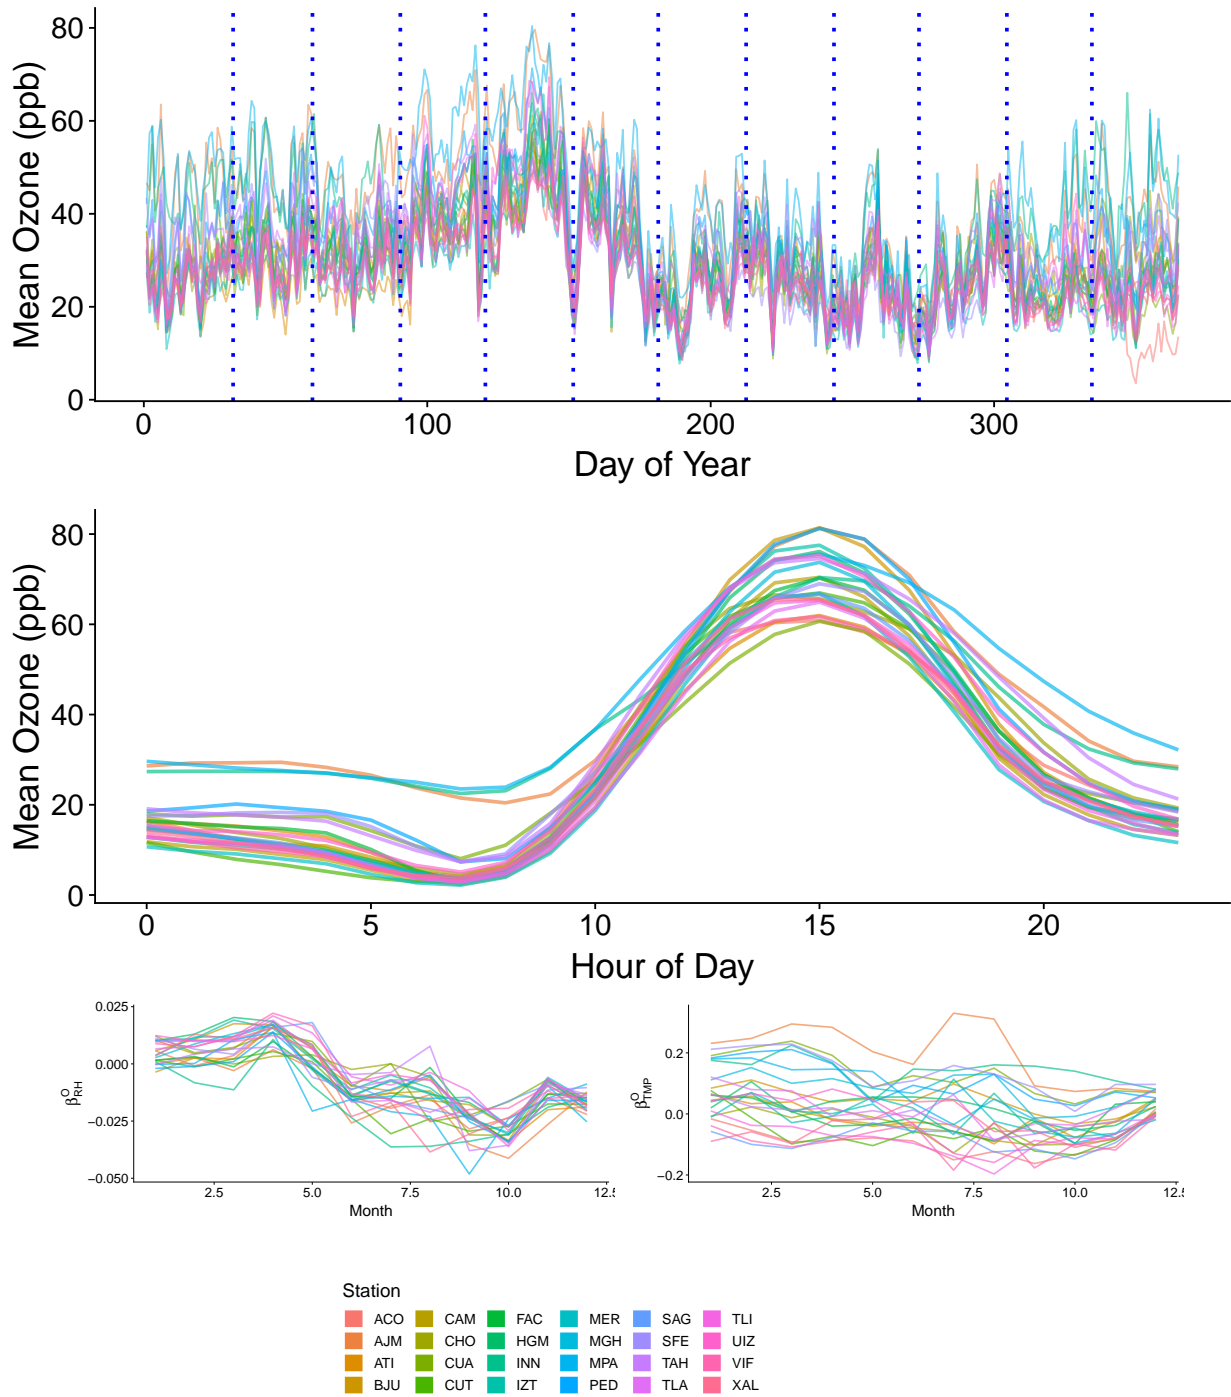 80
60
40
20
0
Mean Ozone (ppb)
0 100 200 300
Day of Year
80
60
40
20
0
Mean Ozone (ppb)
0 5 10 15 20
Hour of Day
0.025
0.000
−0.025
−0.050
β^O_RH
2.5 5.0 7.5 10.0 12.5
Month
0.2
0.0
−0.2
β^O_TMP
2.5 5.0 7.5 10.0 12.5
Month
Station
ACO CAM FAC MER SAG TLI
AJM CHO HGM MGH SFE UIZ
ATI CUA INN MPA TAH VIF
BJU CUT IZT PED TLA XAL